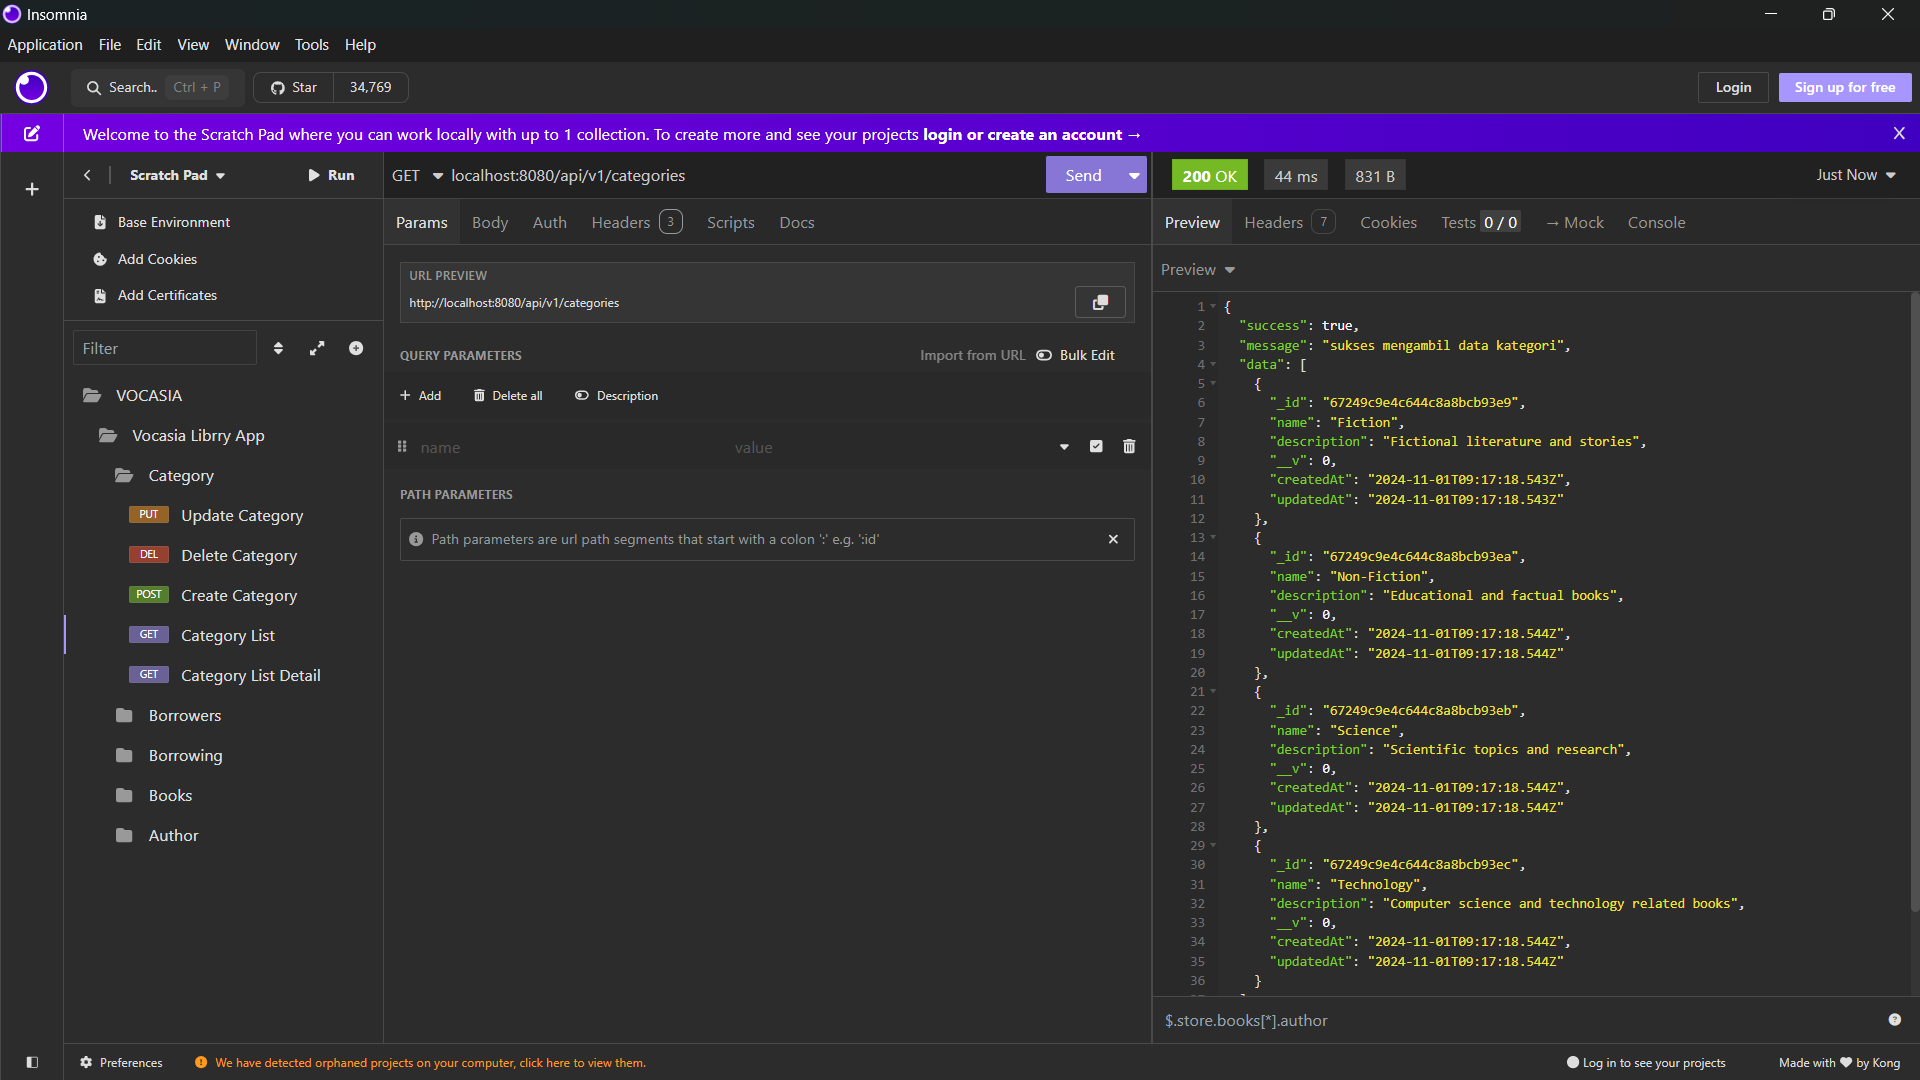 Insomnia
Application File Edit View Window Tools Help
Search.. Ctrl + P Star 34,769 Login Sign up for free
Welcome to the Scratch Pad where you can work locally with up to 1 collection. To create more and see your projects login or create an account → X
Scratch Pad Run
Base Environment
Add Cookies
Add Certificates
Filter
VOCASIA
Vocasia Librry App
Category
PUT Update Category
DEL Delete Category
POST Create Category
GET Category List
GET Category List Detail
Borrowers
Borrowing
Books
Author
GET localhost:8080/api/v1/categories Send
Params Body Auth Headers 3 Scripts Docs
URL PREVIEW
http://localhost:8080/api/v1/categories
QUERY PARAMETERS Import from URL Bulk Edit
+ Add Delete all Description
name value
PATH PARAMETERS
Path parameters are url path segments that start with a colon ':' e.g. ':id'
200 OK 44 ms 831 B Just Now
Preview Headers 7 Cookies Tests 0 / 0 → Mock Console
Preview
1 {
2 "success": true,
3 "message": "sukses mengambil data kategori",
4 "data": [
5 {
6 "_id": "67249c9e4c644c8a8bcb93e9",
7 "name": "Fiction",
8 "description": "Fictional literature and stories",
9 "__v": 0,
10 "createdAt": "2024-11-01T09:17:18.543Z",
11 "updatedAt": "2024-11-01T09:17:18.543Z"
12 },
13 {
14 "_id": "67249c9e4c644c8a8bcb93ea",
15 "name": "Non-Fiction",
16 "description": "Educational and factual books",
17 "__v": 0,
18 "createdAt": "2024-11-01T09:17:18.544Z",
19 "updatedAt": "2024-11-01T09:17:18.544Z"
20 },
21 {
22 "_id": "67249c9e4c644c8a8bcb93eb",
23 "name": "Science",
24 "description": "Scientific topics and research",
25 "__v": 0,
26 "createdAt": "2024-11-01T09:17:18.544Z",
27 "updatedAt": "2024-11-01T09:17:18.544Z"
28 },
29 {
30 "_id": "67249c9e4c644c8a8bcb93ec",
31 "name": "Technology",
32 "description": "Computer science and technology related books",
33 "__v": 0,
34 "createdAt": "2024-11-01T09:17:18.544Z",
35 "updatedAt": "2024-11-01T09:17:18.544Z"
36 }
$.store.books[*].author
Preferences We have detected orphaned projects on your computer, click here to view them. Log in to see your projects Made with ♥ by Kong